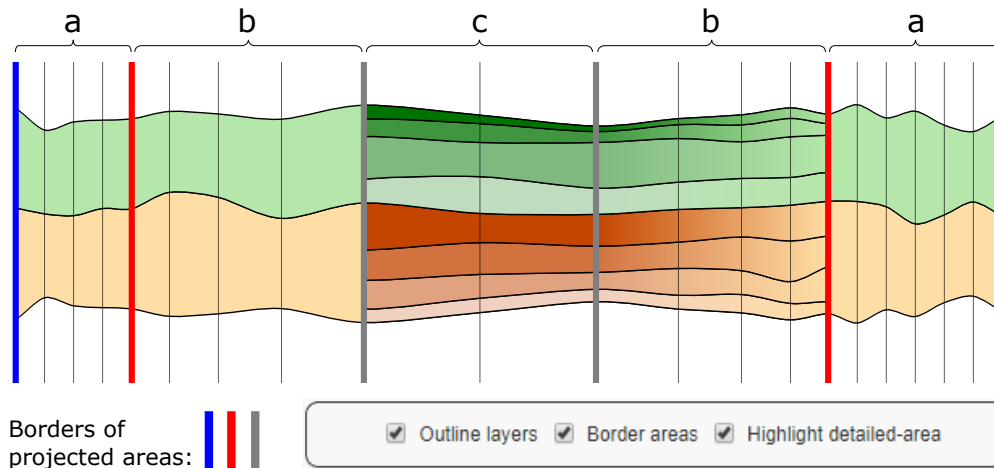 a b c b a
Borders of
projected areas:
Outline layers Border areas Highlight detailed-area